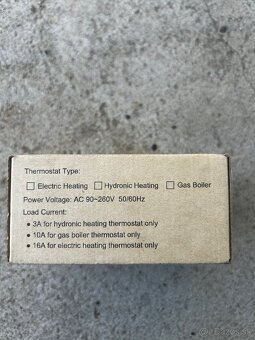 Thermostat Type:
Electric Heating Hydronic Heating Gas Boiler
Power Voltage: AC 90~260V 50/60Hz
Load Current:
• 3A for hydronic heating thermostat only
• 10A for gas boiler thermostat only
• 16A for electric heating thermostat only